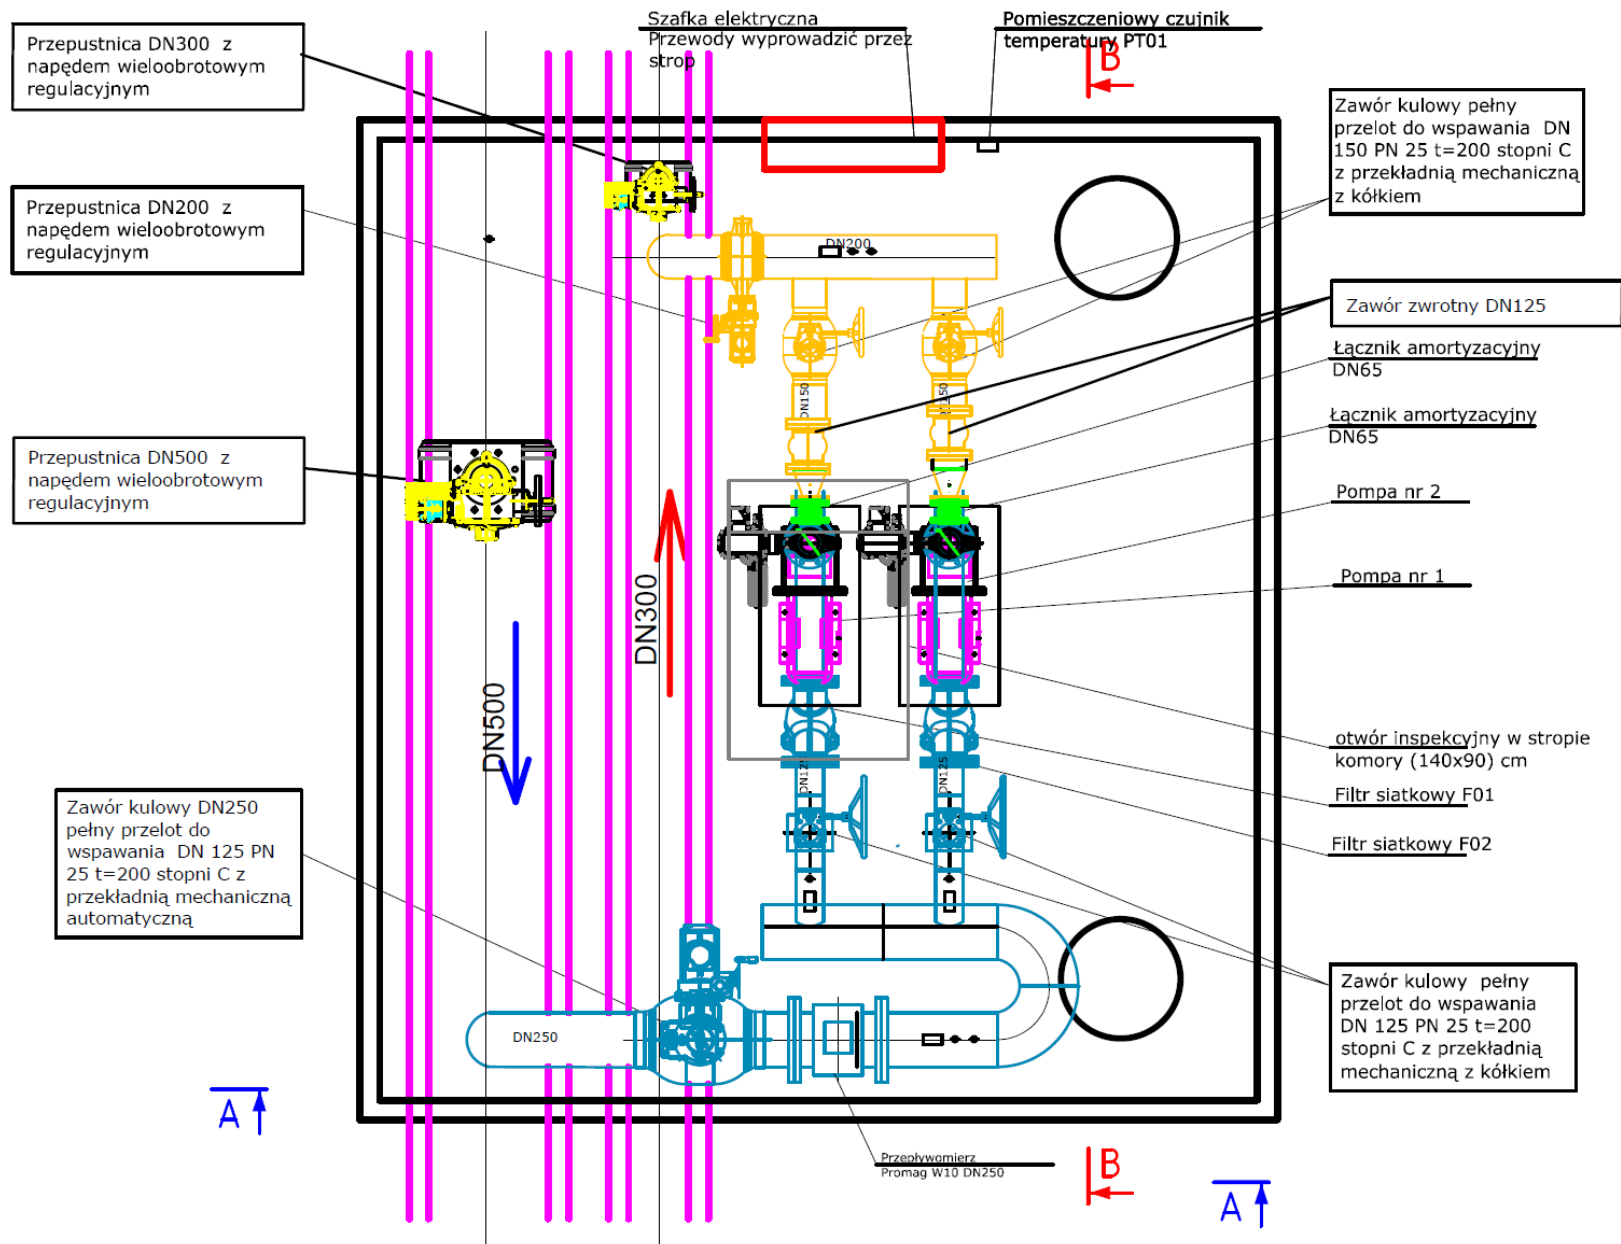 Szafka elektryczna
Przewody wyprowadzić przez
strop
Pomieszczeniowy czujnik
temperatury PT01
B
Przepustnica DN300 z
napędem wieloobrotowym
regulacyjnym
Przepustnica DN200 z
napędem wieloobrotowym
regulacyjnym
Przepustnica DN500 z
napędem wieloobrotowym
regulacyjnym
Zawór kulowy DN250
pełny przelot do
wspawania DN 125 PN
25 t=200 stopni C z
przekładnią mechaniczną
automatyczną
Zawór kulowy pełny
przelot do wspawania DN
150 PN 25 t=200 stopni C
z przekładnią mechaniczną
z kółkiem
Zawór zwrotny DN125
Łącznik amortyzacyjny
DN65
Łącznik amortyzacyjny
DN65
Pompa nr 2
Pompa nr 1
otwór inspekcyjny w stropie
komory (140x90) cm
Filtr siatkowy F01
Filtr siatkowy F02
Zawór kulowy pełny
przelot do wspawania
DN 125 PN 25 t=200
stopni C z przekładnią
mechaniczną z kółkiem
DN200
DN150
DN150
DN300
DN500
DN125
DN125
DN250
Przepływomierz
Promag W10 DN250
A
B
A